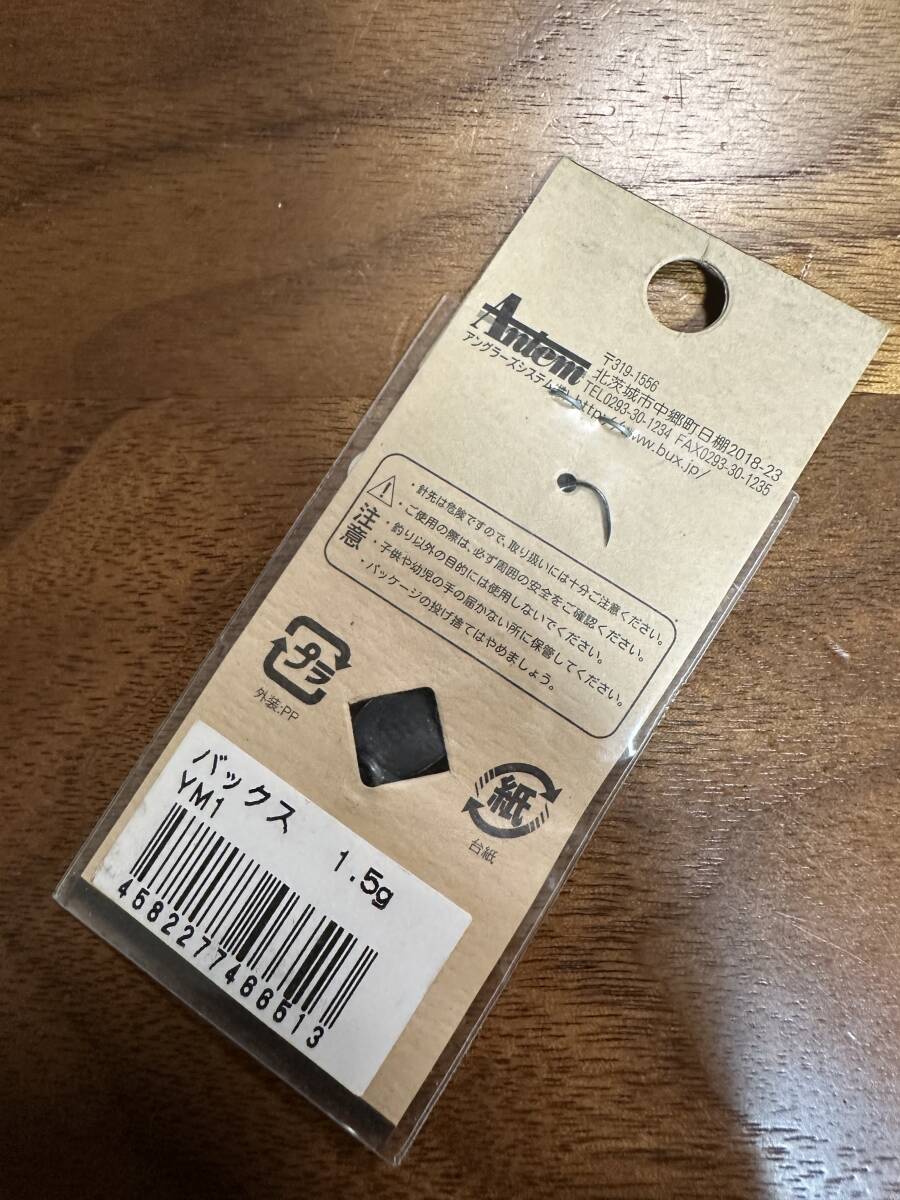 Antem
アングラーズシステム㈱ http://www.bux.jp/
〒319-1556
北茨城市中郷町日棚2018-23
TEL0293-30-1234 FAX0293-30-1235
注意
・針先は危険ですので、取り扱いには十分ご注意ください。
・ご使用の際は、必ず周囲の安全をご確認ください。
・釣り以外の目的には使用しないでください。
・子供や幼児の手の届かない所に保管してください。
・パッケージの投げ捨てはやめましょう。
プラ
外装:PP
紙
台紙
バックス
YM1 1.5g
4582277466513